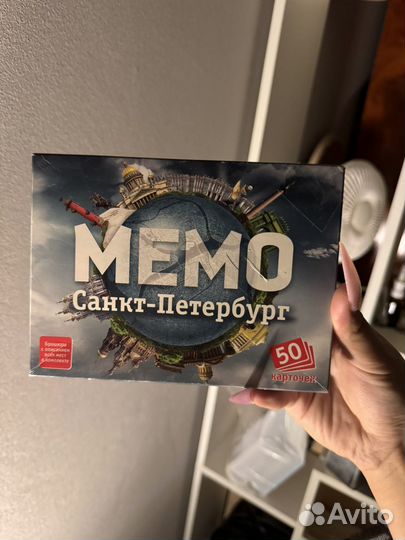 МЕМО
Санкт-Петербург
Брошюра
с описанием
всех мест
в комплекте
50
карточек
Avito